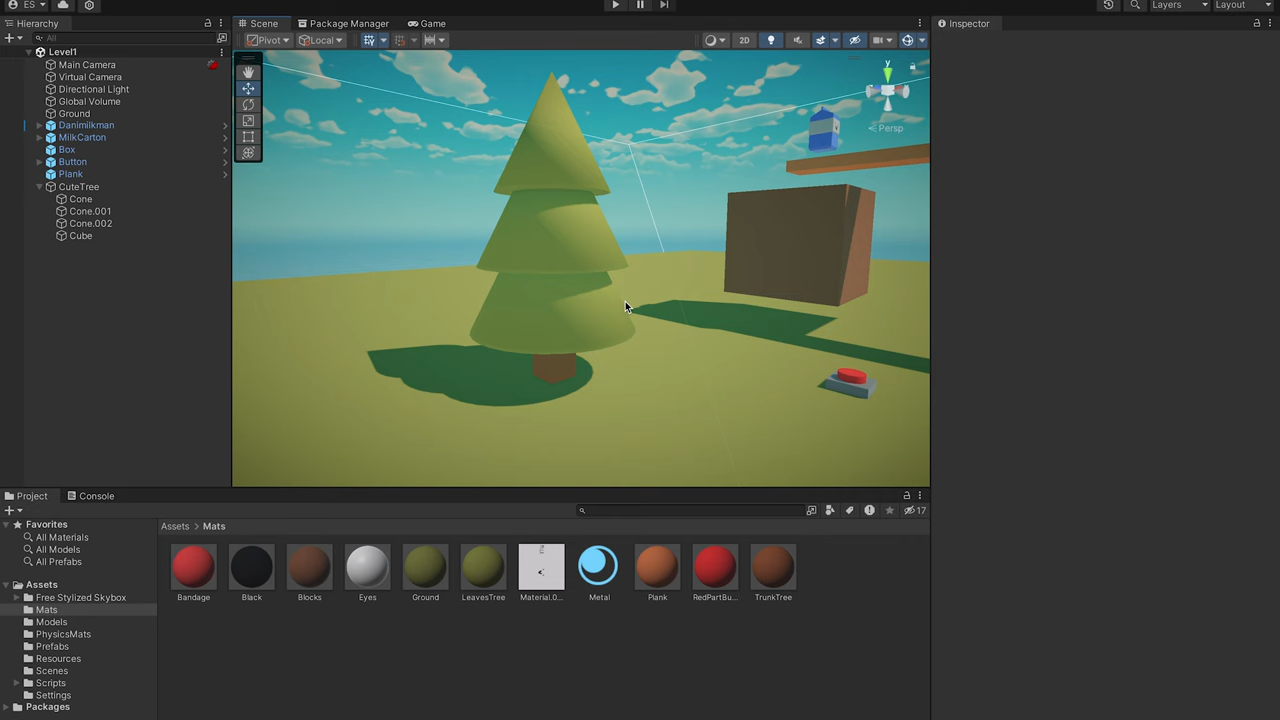 ES
Layers
Layout
Hierarchy
Scene
Package Manager
Game
Inspector
All
Pivot
Local
2D
Level1
Main Camera
Virtual Camera
Directional Light
Global Volume
Ground
Danimilkman
MilkCarton
Box
Button
Plank
CuteTree
Cone
Cone.001
Cone.002
Cube
y
Persp
Project
Console
17
Favorites
All Materials
All Models
All Prefabs
Assets
Free Stylized Skybox
Mats
Models
PhysicsMats
Prefabs
Resources
Scenes
Scripts
Settings
Packages
Assets > Mats
Bandage
Black
Blocks
Eyes
Ground
LeavesTree
Material.0...
Metal
Plank
RedPartBu...
TrunkTree